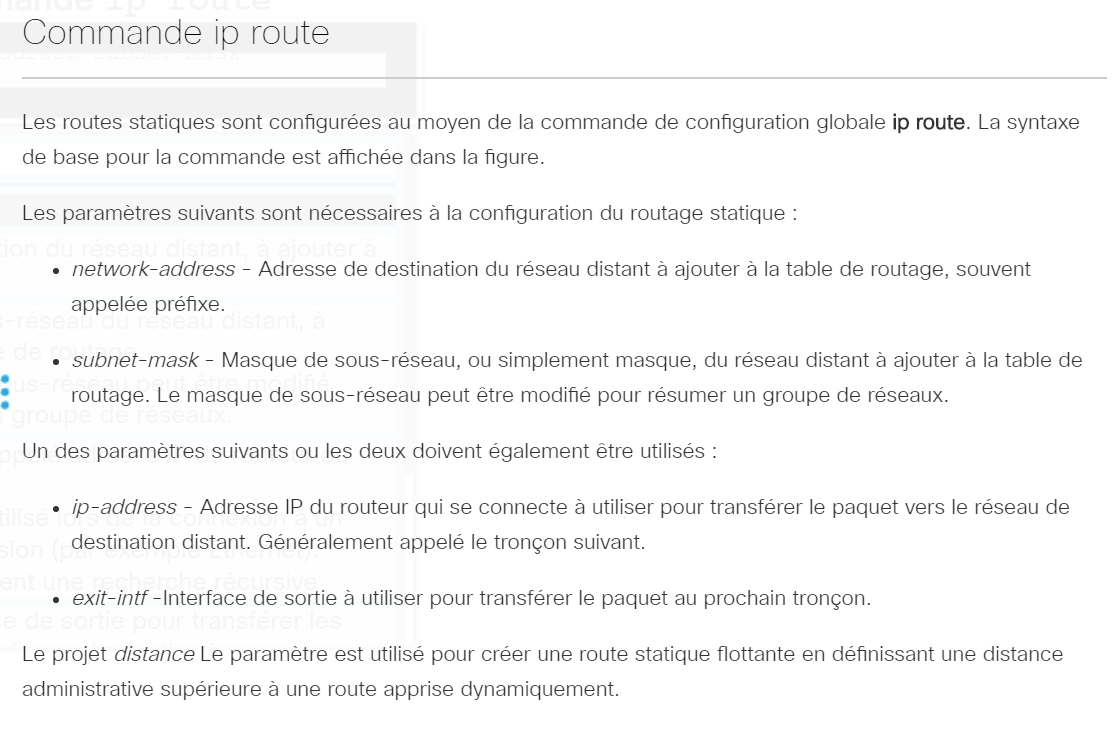 Commande ip route
Les routes statiques sont configurées au moyen de la commande de configuration globale ip route. La syntaxe
de base pour la commande est affichée dans la figure.
Les paramètres suivants sont nécessaires à la configuration du routage statique :
• network-address - Adresse de destination du réseau distant à ajouter à la table de routage, souvent
appelée préfixe.
• subnet-mask - Masque de sous-réseau, ou simplement masque, du réseau distant à ajouter à la table de
routage. Le masque de sous-réseau peut être modifié pour résumer un groupe de réseaux.
Un des paramètres suivants ou les deux doivent également être utilisés :
• ip-address - Adresse IP du routeur qui se connecte à utiliser pour transférer le paquet vers le réseau de
destination distant. Généralement appelé le tronçon suivant.
• exit-intf -Interface de sortie à utiliser pour transférer le paquet au prochain tronçon.
Le projet distance Le paramètre est utilisé pour créer une route statique flottante en définissant une distance
administrative supérieure à une route apprise dynamiquement.